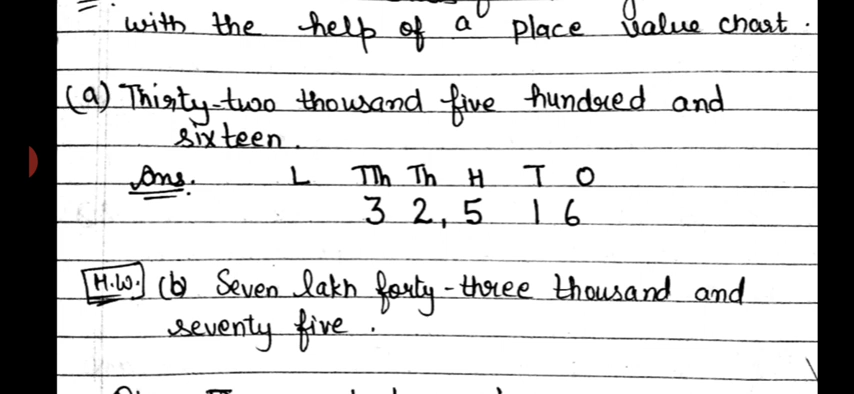 with the help of a place value chart.
(a) Thirty-two thousand five hundred and
sixteen.
Ans. L TTh Th H T O
3 2, 5 1 6
H.W. (b) Seven lakh forty-three thousand and
seventy five.